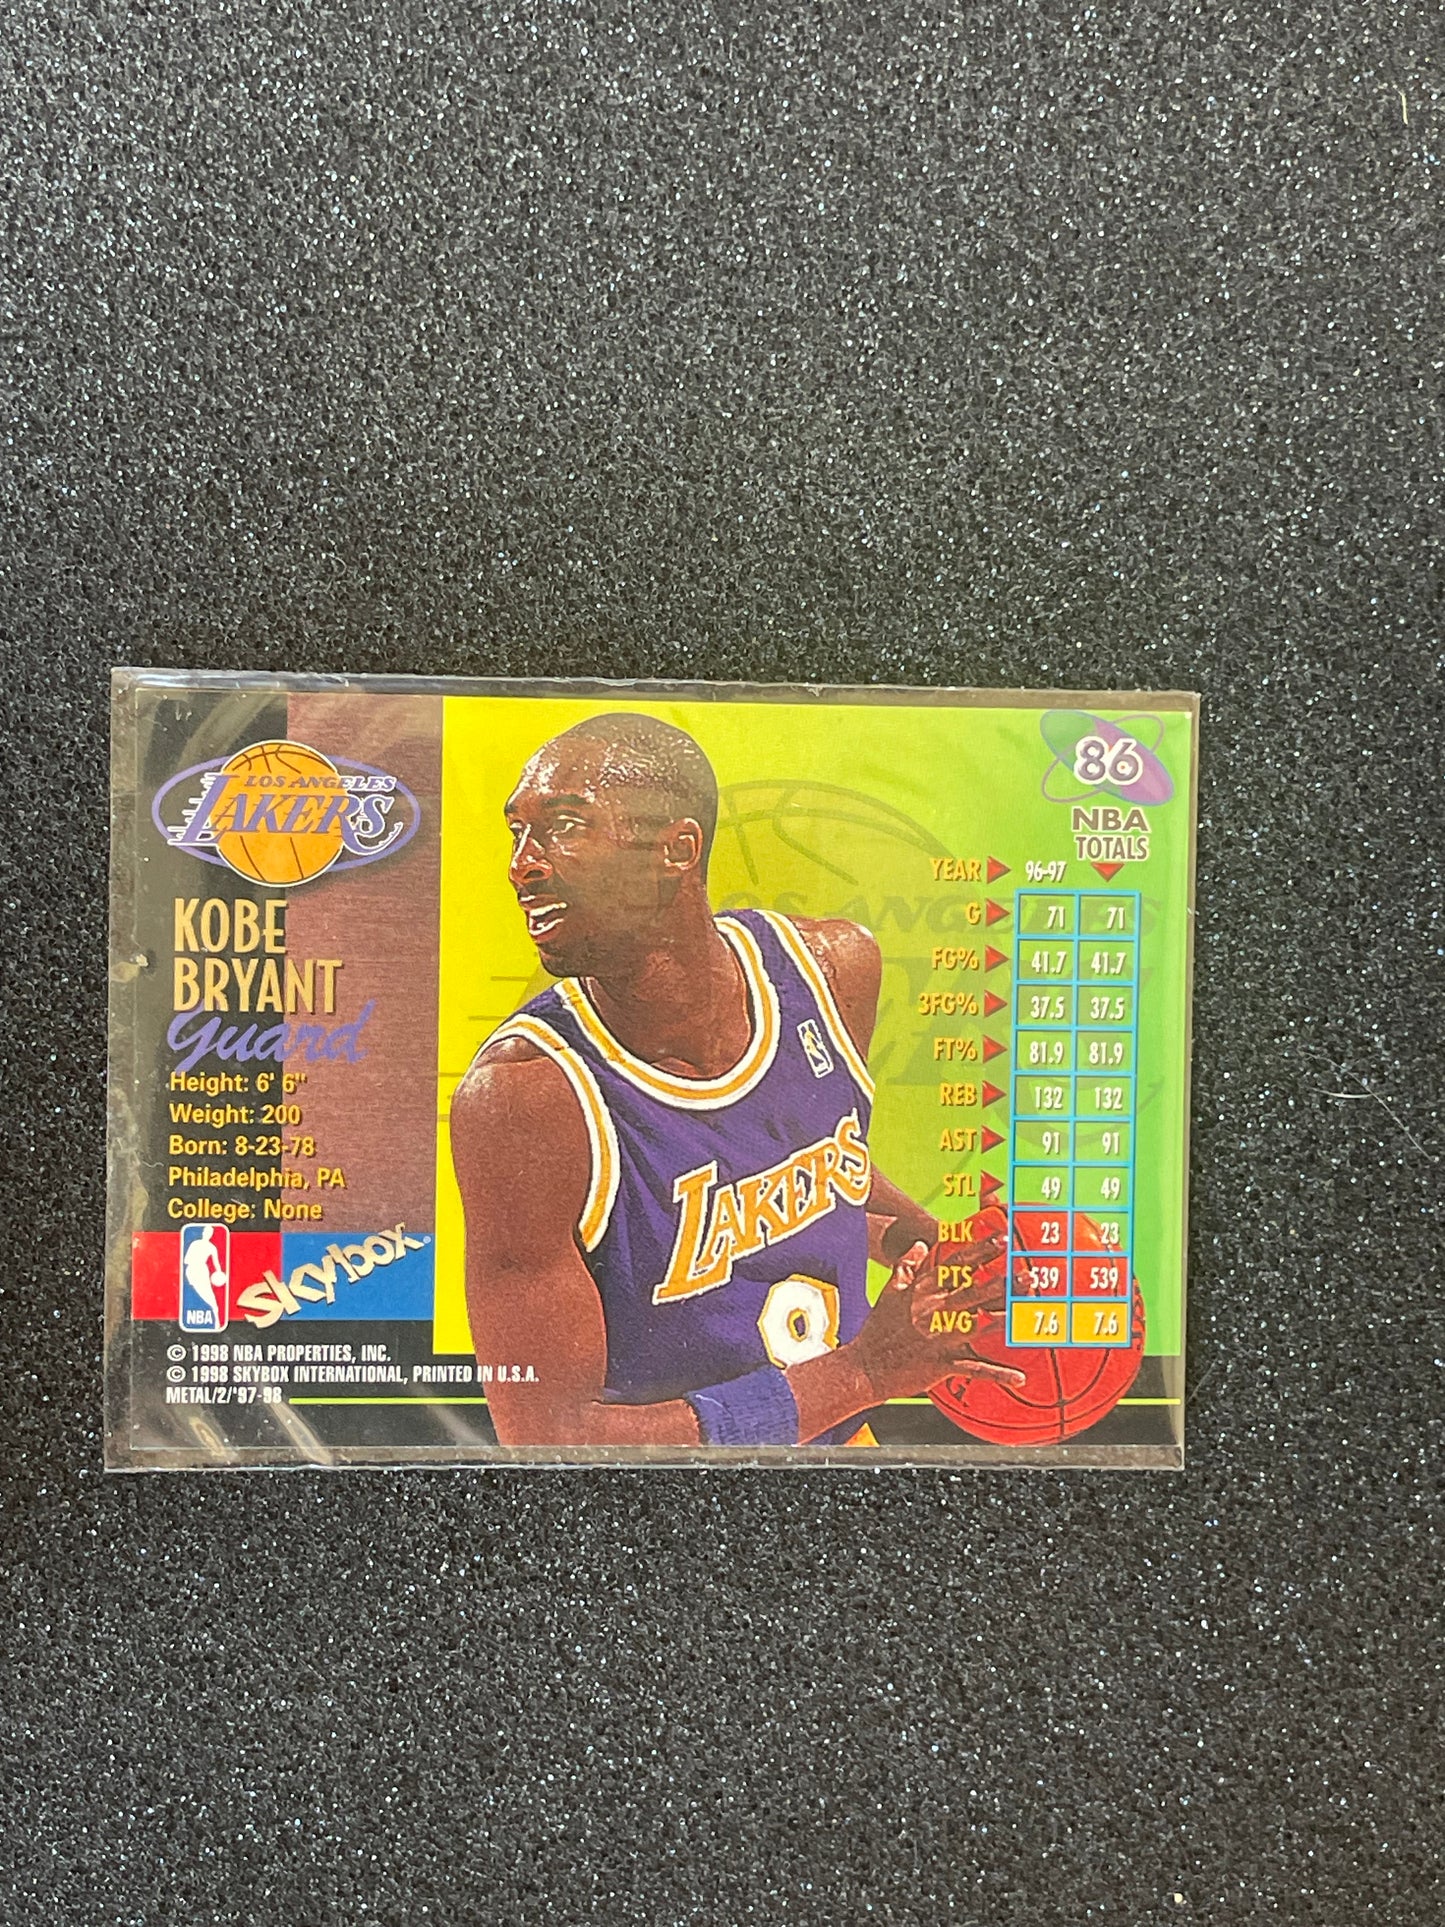 LOS ANGELES
LAKERS
KOBE
BRYANT
Guard
Height: 6' 6"
Weight: 200
Born: 8-23-78
Philadelphia, PA
College: None
NBA
SKYBOX®
© 1998 NBA PROPERTIES, INC.
© 1998 SKYBOX INTERNATIONAL, PRINTED IN U.S.A.
METAL/2/'97-98
LOS ANGELES
LAKERS
8
86
NBA
TOTALS
YEAR 96-97
G 71 71
FG% 41.7 41.7
3FG% 37.5 37.5
FT% 81.9 81.9
REB 132 132
AST 91 91
STL 49 49
BLK 23 23
PTS 539 539
AVG 7.6 7.6